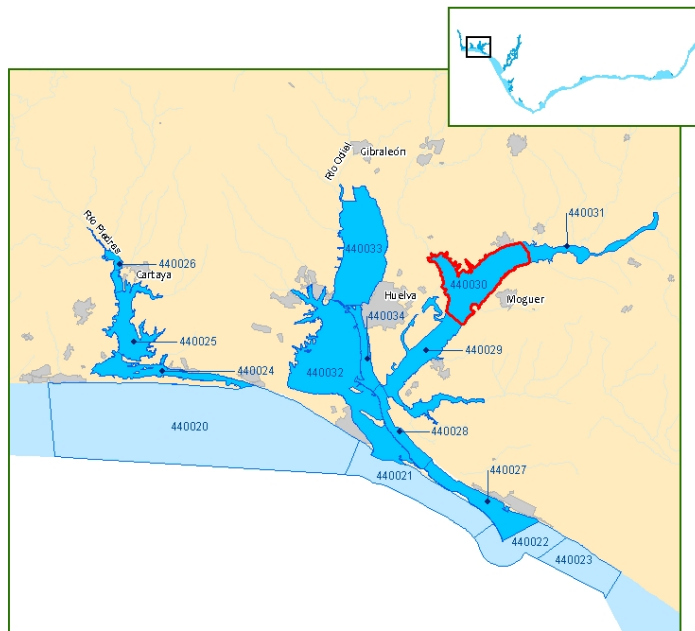 Río Odiel
Gibraleón
Río Piedras
440031
440033
440026
Cartaya
440030
Huelva
Moguer
440034
440025
440029
440024
440032
440020
440028
440021
440027
440022
440023